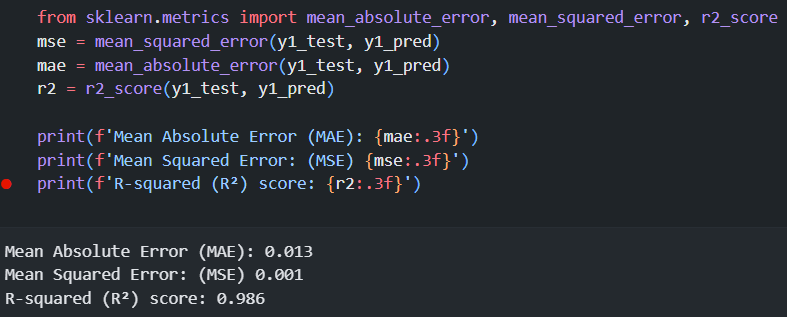 from sklearn.metrics import mean_absolute_error, mean_squared_error, r2_score
mse = mean_squared_error(y1_test, y1_pred)
mae = mean_absolute_error(y1_test, y1_pred)
r2 = r2_score(y1_test, y1_pred)
print(f'Mean Absolute Error (MAE): {mae:.3f}')
print(f'Mean Squared Error: (MSE) {mse:.3f}')
print(f'R-squared (R²) score: {r2:.3f}')
Mean Absolute Error (MAE): 0.013
Mean Squared Error: (MSE) 0.001
R-squared (R²) score: 0.986